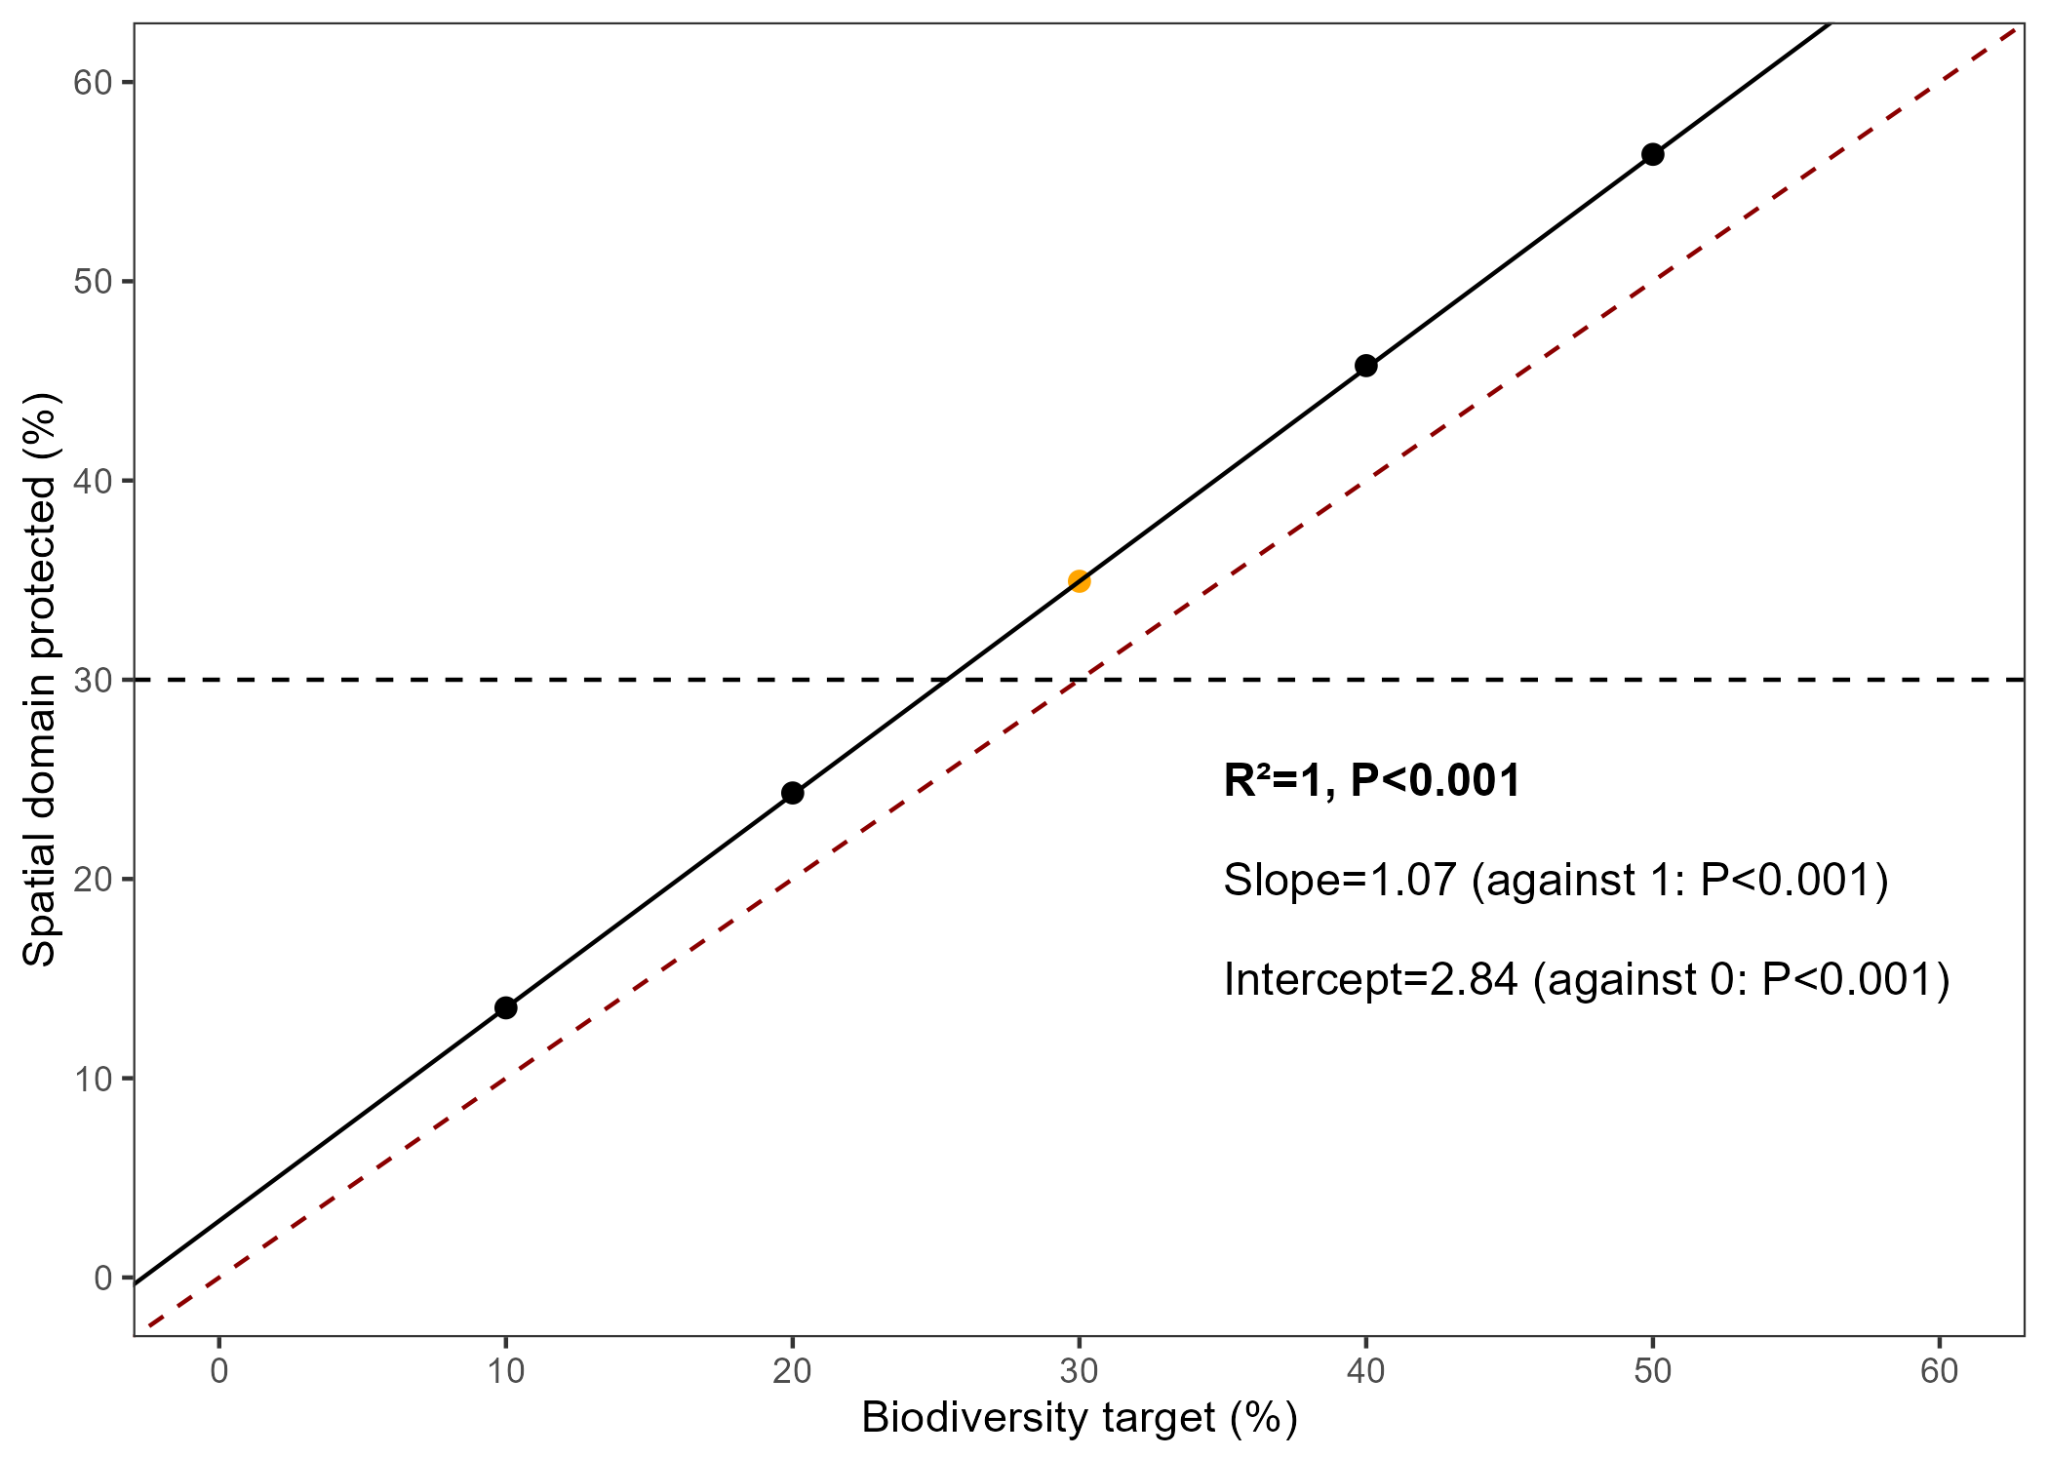 60
50
40
30
20
10
0
Spatial domain protected (%)
R²=1, P<0.001
Slope=1.07 (against 1: P<0.001)
Intercept=2.84 (against 0: P<0.001)
0 10 20 30 40 50 60
Biodiversity target (%)